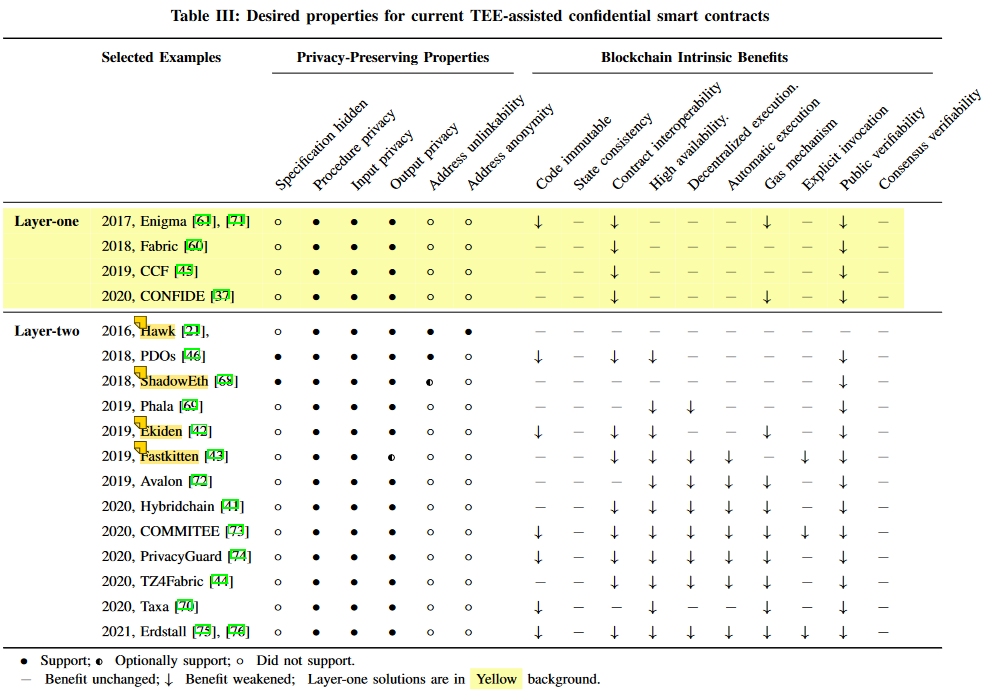 Table III: Desired properties for current TEE-assisted confidential smart contracts
Selected Examples Privacy-Preserving Properties Blockchain Intrinsic Benefits
Specification hidden
Procedure privacy
Input privacy
Output privacy
Address unlinkability
Address anonymity
Code immutable
State consistency
Contract interoperability
High availability.
Decentralized execution.
Automatic execution
Gas mechanism
Explicit invocation
Public verifiability
Consensus verifiability
Layer-one 2017, Enigma [61], [71] ○ ● ● ● ○ ○ ↓ — ↓ — — — ↓ — ↓ —
2018, Fabric [60] ○ ● ● ● ○ ○ — — ↓ — — — — — ↓ —
2019, CCF [45] ○ ● ● ● ○ ○ — — ↓ — — — — — ↓ —
2020, CONFIDE [37] ○ ● ● ● ○ ○ — — ↓ — — — ↓ — ↓ —
Layer-two 2016, Hawk [21], ○ ● ● ● ● ● — — — — — — — — — —
2018, PDOs [46] ● ● ● ● ● ○ ↓ — ↓ ↓ — — — — ↓ —
2018, ShadowEth [68] ● ● ● ● ◐ ○ — — — — — — — — ↓ —
2019, Phala [69] ○ ● ● ● ○ ○ — — — ↓ ↓ — — — ↓ —
2019, Ekiden [42] ○ ● ● ● ○ ○ ↓ — ↓ ↓ — — ↓ — ↓ —
2019, Fastkitten [43] ○ ● ● ◐ ○ ○ — — ↓ ↓ ↓ ↓ — ↓ ↓ —
2019, Avalon [72] ○ ● ● ● ○ ○ — — — ↓ ↓ ↓ ↓ — ↓ —
2020, Hybridchain [41] ○ ● ● ● ○ ○ — — ↓ ↓ ↓ ↓ ↓ — ↓ —
2020, COMMITEE [73] ○ ● ● ● ○ ○ ↓ — ↓ ↓ ↓ ↓ ↓ ↓ ↓ —
2020, PrivacyGuard [74] ○ ● ● ● ○ ○ ↓ — ↓ ↓ ↓ ↓ ↓ — ↓ —
2020, TZ4Fabric [44] ○ ● ● ● ○ ○ — — ↓ ↓ ↓ ↓ ↓ — ↓ —
2020, Taxa [70] ○ ● ● ● ○ ○ ↓ — — ↓ — — ↓ — ↓ —
2021, Erdstall [75], [76] ○ ● ● ● ○ ○ ↓ — ↓ ↓ ↓ ↓ ↓ ↓ ↓ —
● Support; ◐ Optionally support; ○ Did not support.
— Benefit unchanged; ↓ Benefit weakened; Layer-one solutions are in Yellow background.